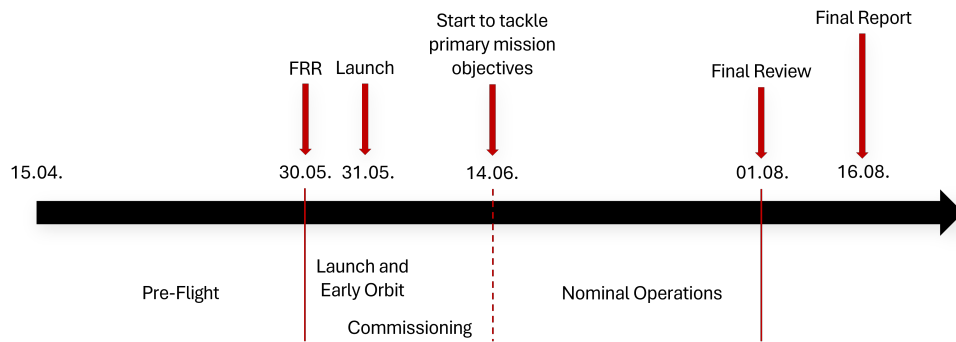 Final Report
Start to tackle
primary mission
objectives
FRR
Launch
Final Review
15.04.
30.05.
31.05.
14.06.
01.08.
16.08.
Launch and
Early Orbit
Pre-Flight
Nominal Operations
Commissioning